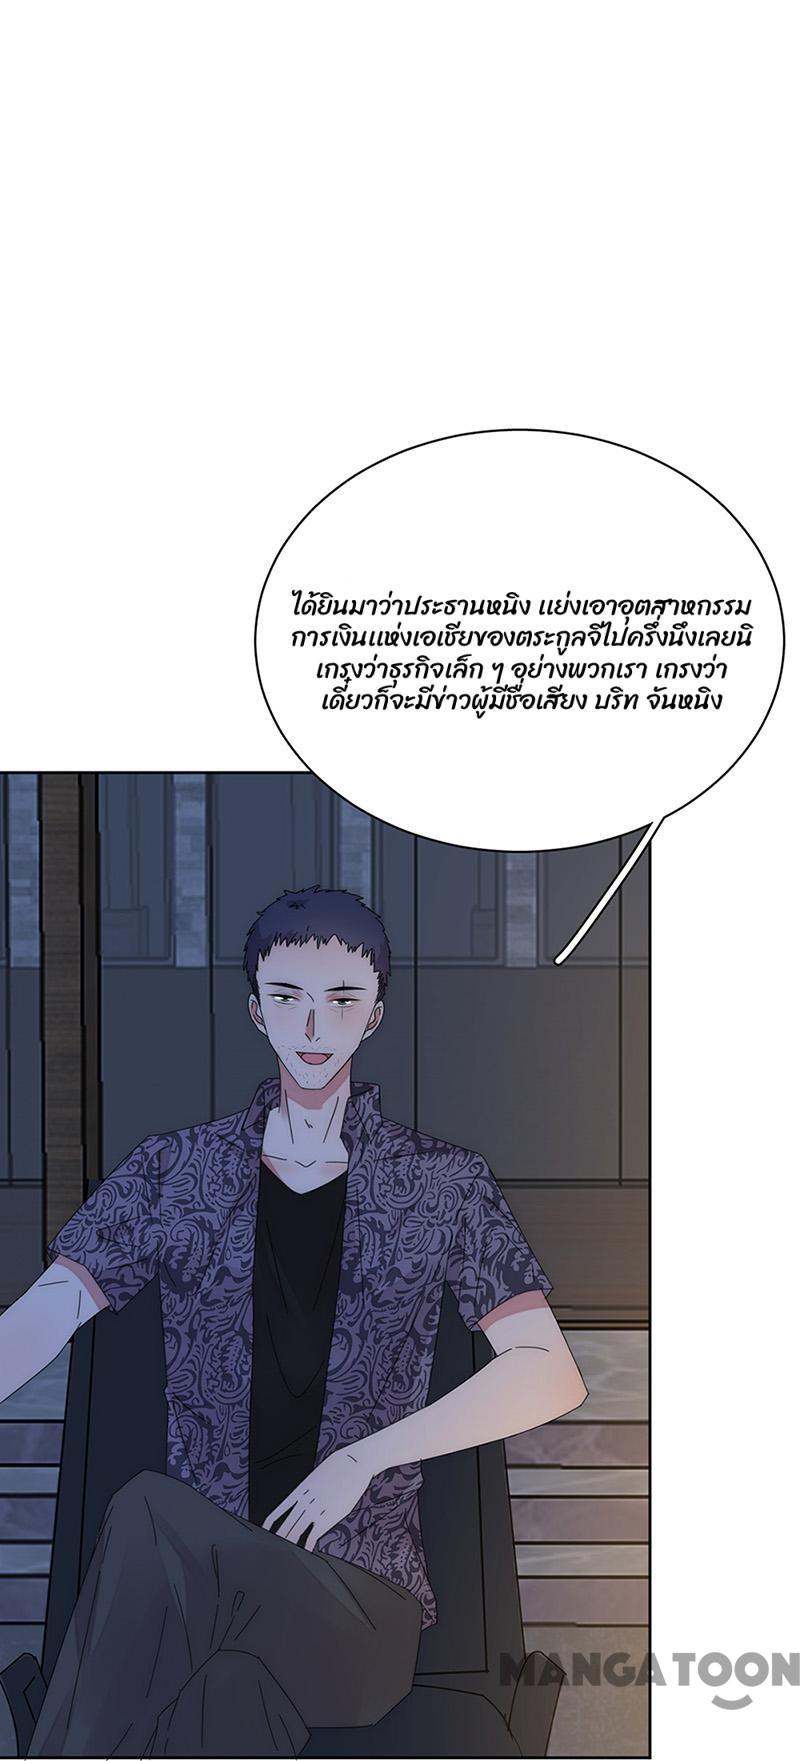 ได้ยินมาว่าประธานหนิง แย่งเอาอุตสาหกรรม
การเงินแห่งเอเชียของตระกูลจีไปครึ่งนึงเลยนิ
เกรงว่าธุรกิจเล็ก ๆ อย่างพวกเรา เกรงว่า
เดี๋ยวก็จะมีข่าวผู้มีชื่อเสียง บริท จันหนิง
MANGATOON